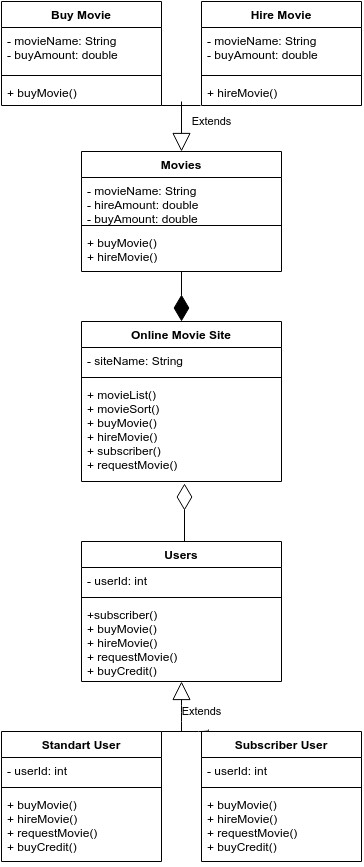 Buy Movie
- movieName: String
- buyAmount: double
+ buyMovie()
Hire Movie
- movieName: String
- buyAmount: double
+ hireMovie()
Extends
Movies
- movieName: String
- hireAmount: double
- buyAmount: double
+ buyMovie()
+ hireMovie()
Online Movie Site
- siteName: String
+ movieList()
+ movieSort()
+ buyMovie()
+ hireMovie()
+ subscriber()
+ requestMovie()
Users
- userId: int
+subscriber()
+ buyMovie()
+ hireMovie()
+ requestMovie()
+ buyCredit()
Extends
Standart User
- userId: int
+ buyMovie()
+ hireMovie()
+ requestMovie()
+ buyCredit()
Subscriber User
- userId: int
+ buyMovie()
+ hireMovie()
+ requestMovie()
+ buyCredit()